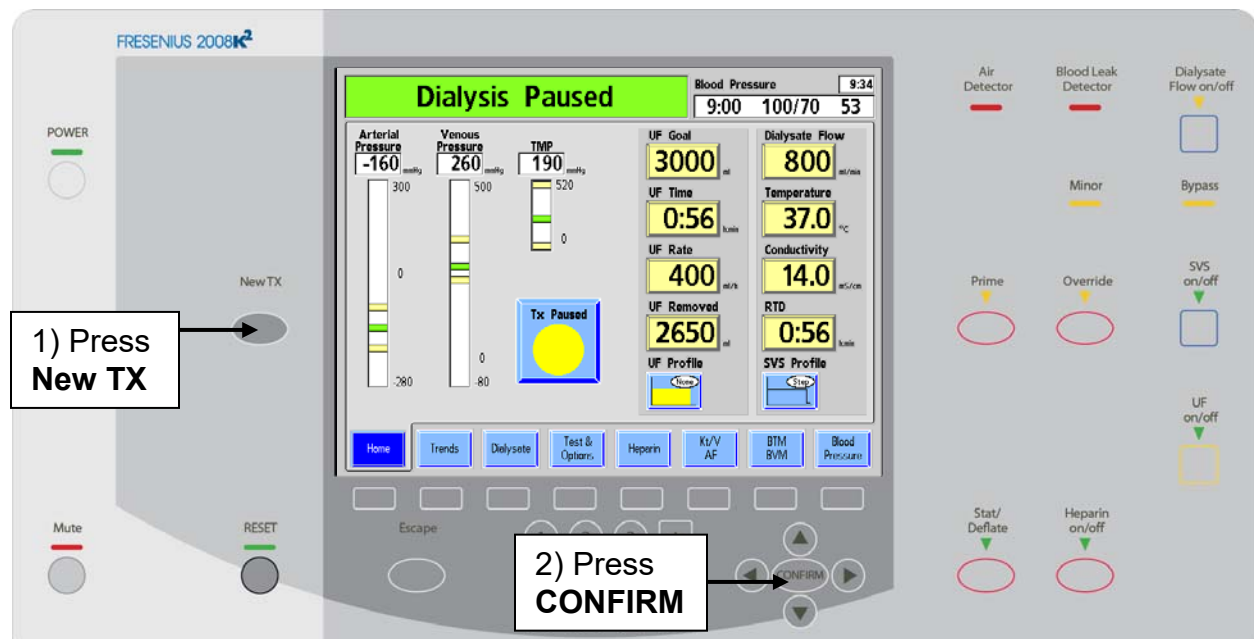 FRESENIUS 2008K²
POWER
New TX
1) Press
New TX
Mute
RESET
Dialysis Paused
Blood Pressure 9:34
9:00 100/70 53
Arterial
Pressure
-160 mmHg
300
0
-280
Venous
Pressure
260 mmHg
500
0
-80
TMP
190 mmHg
520
0
Tx Paused
UF Goal
3000 ml
UF Time
0:56 h:min
UF Rate
400 ml/h
UF Removed
2650 ml
UF Profile
None
Dialysate Flow
800 ml/min
Temperature
37.0 °C
Conductivity
14.0 mS/cm
RTD
0:56 h:min
SVS Profile
Step
Home
Trends
Dialysate
Test &
Options
Heparin
Kt/V
AF
BTM
BVM
Blood
Pressure
Escape
2) Press
CONFIRM
CONFIRM
Air
Detector
Blood Leak
Detector
Dialysate
Flow on/off
Minor
Bypass
Prime
Override
SVS
on/off
UF
on/off
Stat/
Deflate
Heparin
on/off